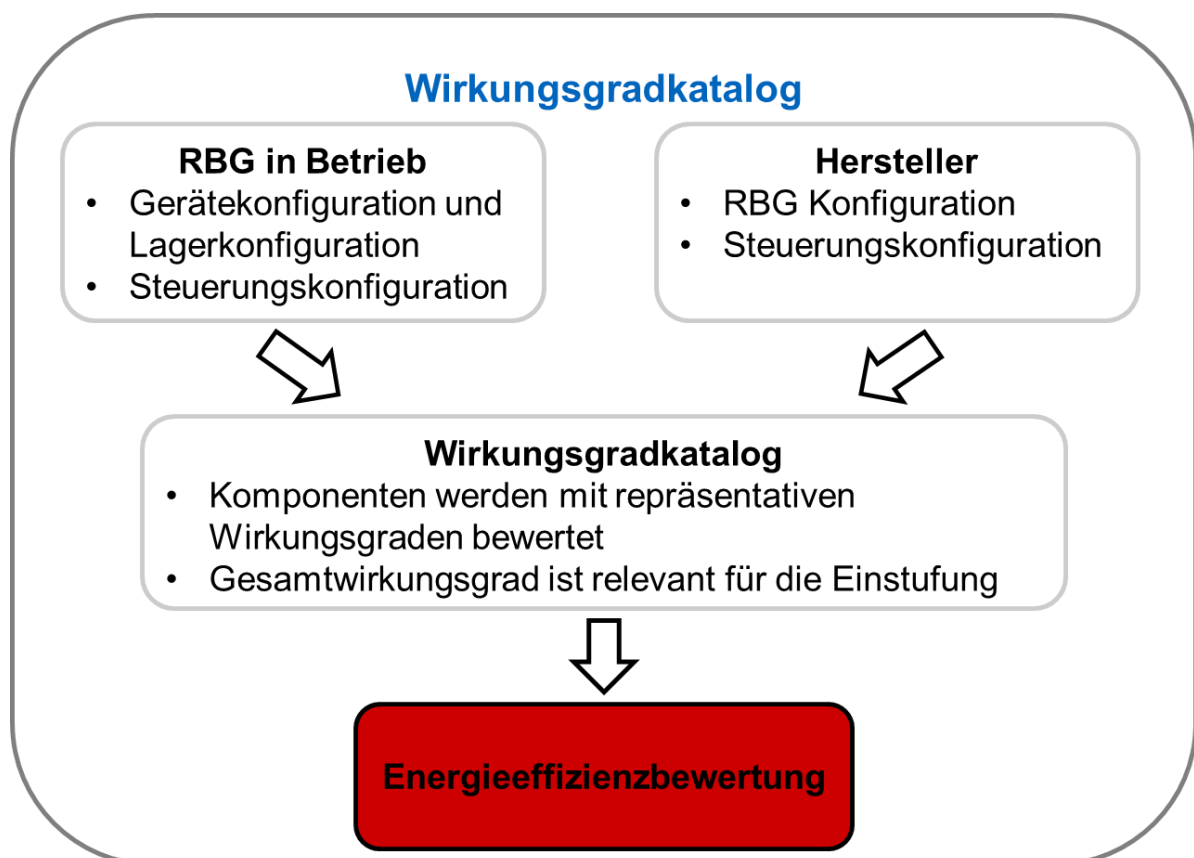 Wirkungsgradkatalog
RBG in Betrieb
• Gerätekonfiguration und
Lagerkonfiguration
• Steuerungskonfiguration
Hersteller
• RBG Konfiguration
• Steuerungskonfiguration
Wirkungsgradkatalog
• Komponenten werden mit repräsentativen
Wirkungsgraden bewertet
• Gesamtwirkungsgrad ist relevant für die Einstufung
Energieeffizienzbewertung